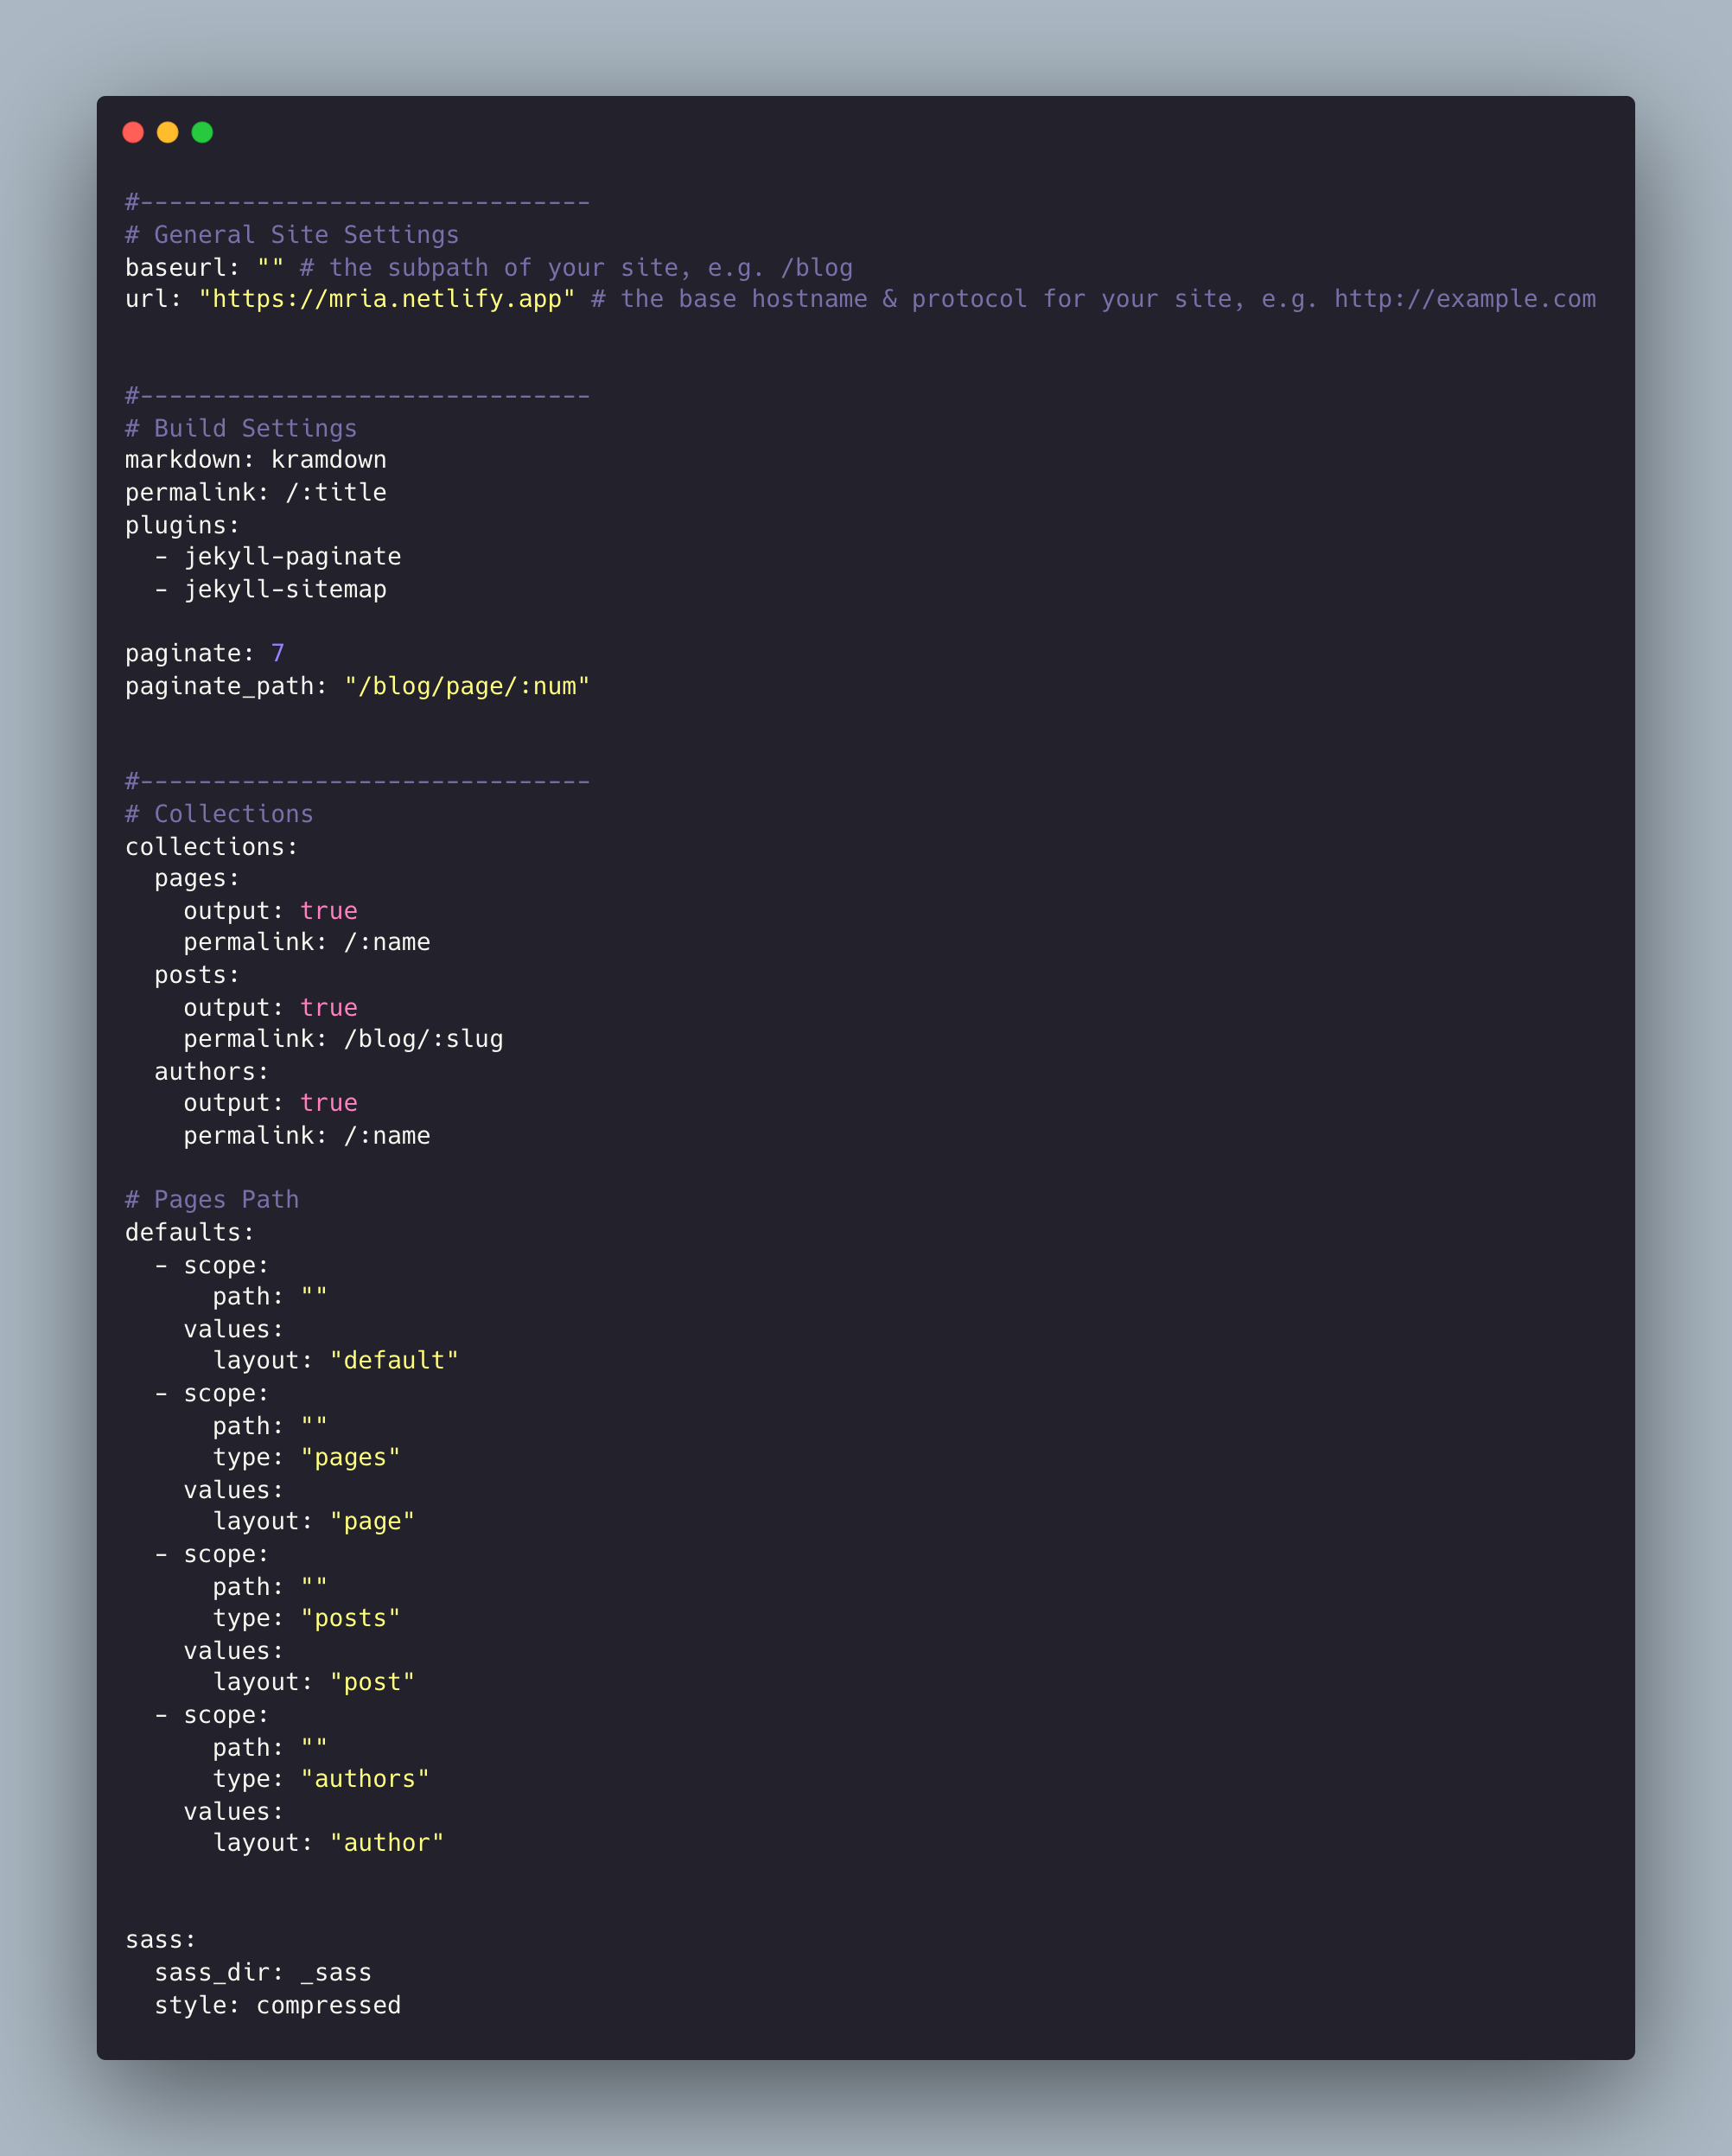 #-------------------------------
# General Site Settings
baseurl: "" # the subpath of your site, e.g. /blog
url: "https://mria.netlify.app" # the base hostname & protocol for your site, e.g. http://example.com


#-------------------------------
# Build Settings
markdown: kramdown
permalink: /:title
plugins:
  - jekyll-paginate
  - jekyll-sitemap

paginate: 7
paginate_path: "/blog/page/:num"


#-------------------------------
# Collections
collections:
  pages:
    output: true
    permalink: /:name
  posts:
    output: true
    permalink: /blog/:slug
  authors:
    output: true
    permalink: /:name

# Pages Path
defaults:
  - scope:
      path: ""
    values:
      layout: "default"
  - scope:
      path: ""
      type: "pages"
    values:
      layout: "page"
  - scope:
      path: ""
      type: "posts"
    values:
      layout: "post"
  - scope:
      path: ""
      type: "authors"
    values:
      layout: "author"


sass:
  sass_dir: _sass
  style: compressed